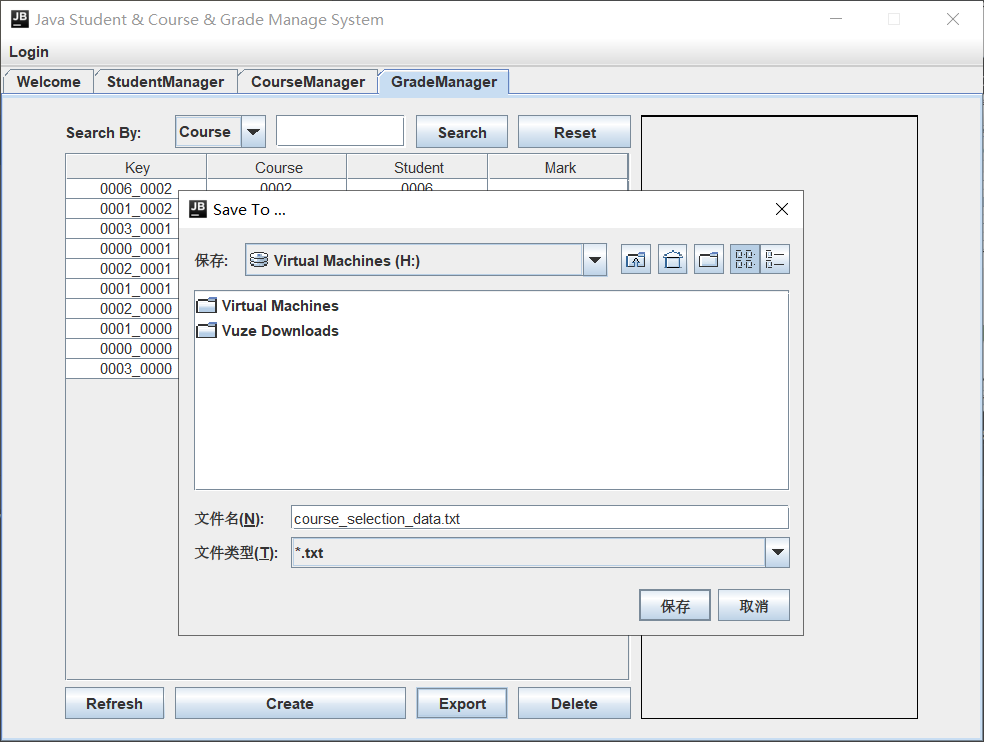 JB Java Student & Course & Grade Manage System
Login
Welcome StudentManager CourseManager GradeManager
Search By: Course Search Reset
Key Course Student Mark
0006_0002 0002 0006
0001_0002
0003_0001
0000_0001
0002_0001
0001_0001
0002_0000
0001_0000
0000_0000
0003_0000
JB Save To ...
保存: Virtual Machines (H:)
Virtual Machines
Vuze Downloads
文件名(N): course_selection_data.txt
文件类型(T): *.txt
保存 取消
Refresh Create Export Delete